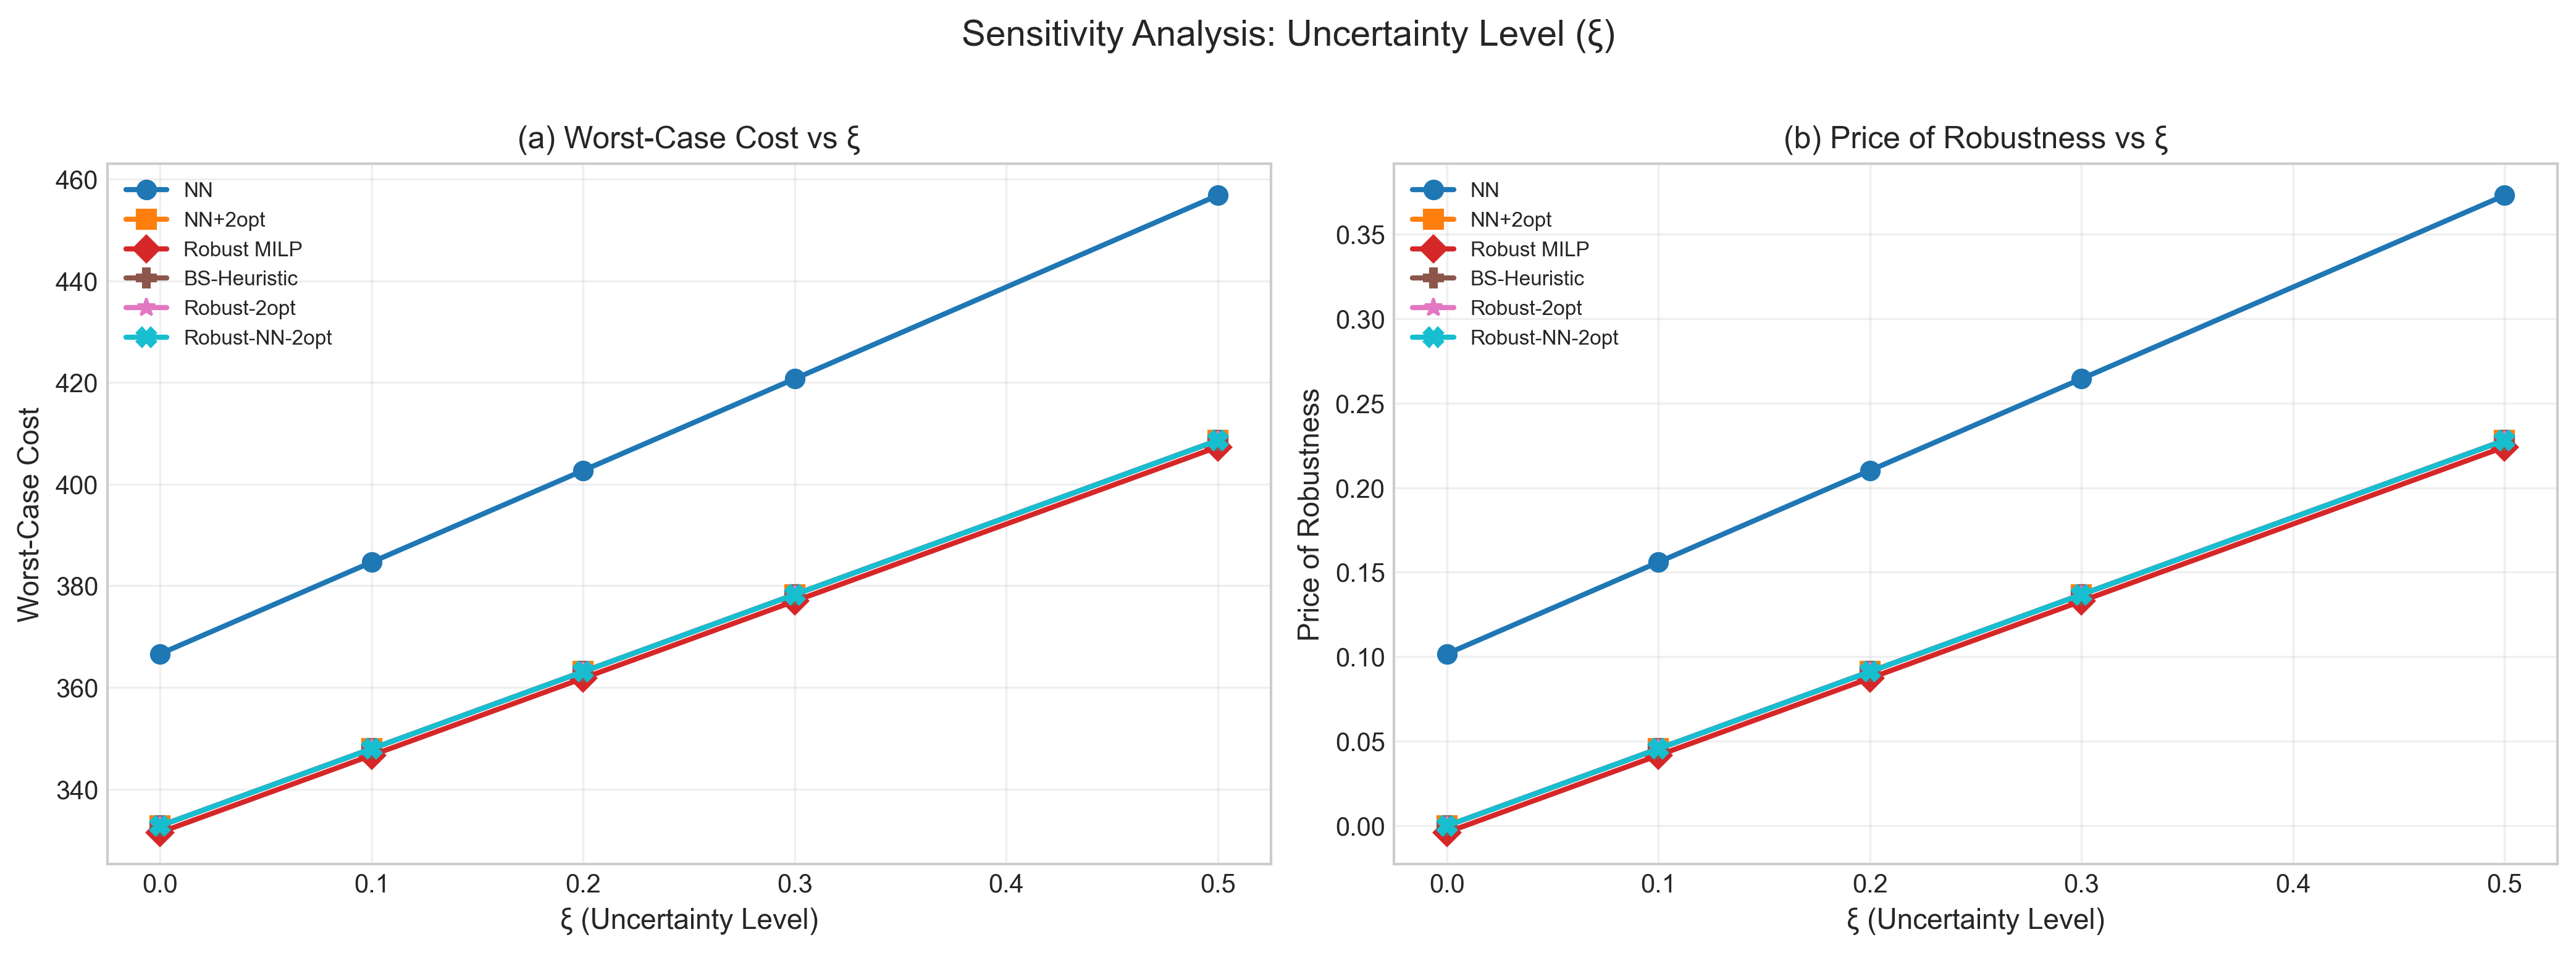 Sensitivity Analysis: Uncertainty Level (ξ)
(a) Worst-Case Cost vs ξ
460
440
420
400
380
360
340
Worst-Case Cost
NN
NN+2opt
Robust MILP
BS-Heuristic
Robust-2opt
Robust-NN-2opt
0.0 0.1 0.2 0.3 0.4 0.5
ξ (Uncertainty Level)
(b) Price of Robustness vs ξ
0.35
0.30
0.25
0.20
0.15
0.10
0.05
0.00
Price of Robustness
NN
NN+2opt
Robust MILP
BS-Heuristic
Robust-2opt
Robust-NN-2opt
0.0 0.1 0.2 0.3 0.4 0.5
ξ (Uncertainty Level)